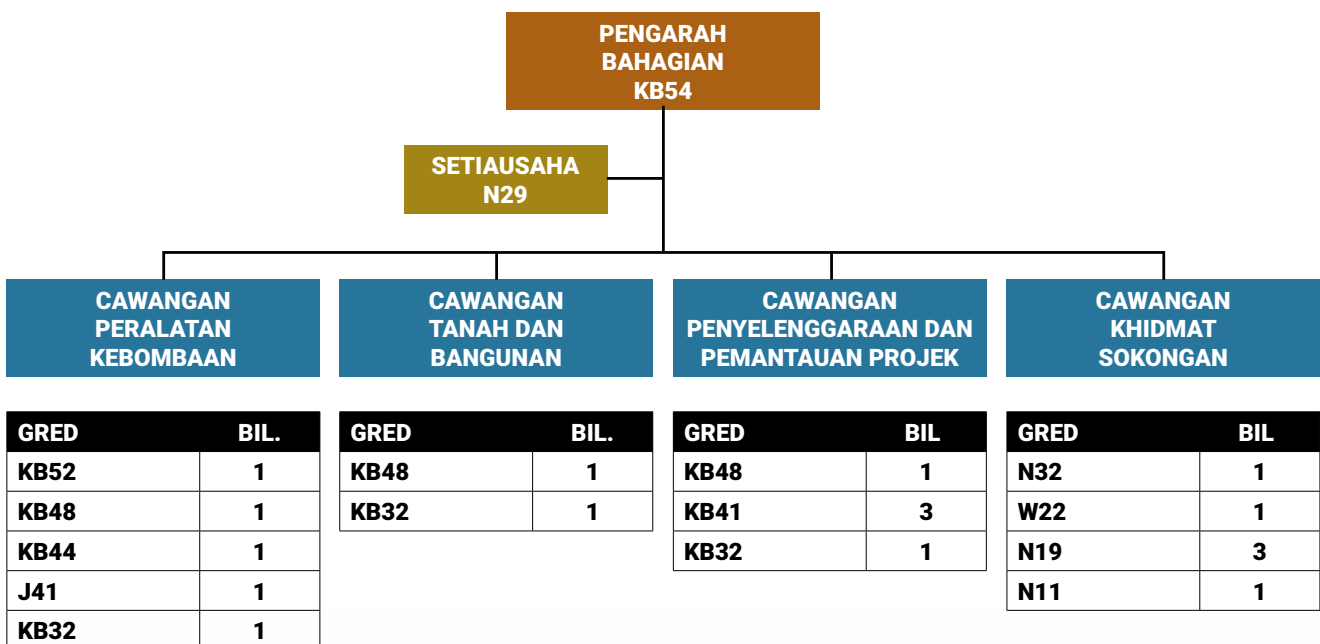 PENGARAH
BAHAGIAN
KB54
SETIAUSAHA
N29
CAWANGAN
PERALATAN
KEBOMBAAN
CAWANGAN
TANAH DAN
BANGUNAN
CAWANGAN
PENYELENGGARAAN DAN
PEMANTAUAN PROJEK
CAWANGAN
KHIDMAT
SOKONGAN
GRED BIL.
KB52 1
KB48 1
KB44 1
J41 1
KB32 1
GRED BIL.
KB48 1
KB32 1
GRED BIL
KB48 1
KB41 3
KB32 1
GRED BIL
N32 1
W22 1
N19 3
N11 1